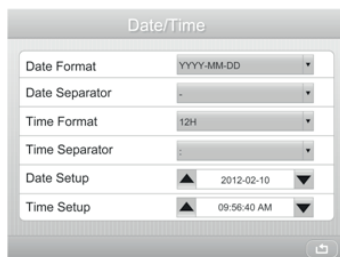 Date/Time
Date Format YYYY-MM-DD
Date Separator -
Time Format 12H
Time Separator :
Date Setup 2012-02-10
Time Setup 09:56:40 AM